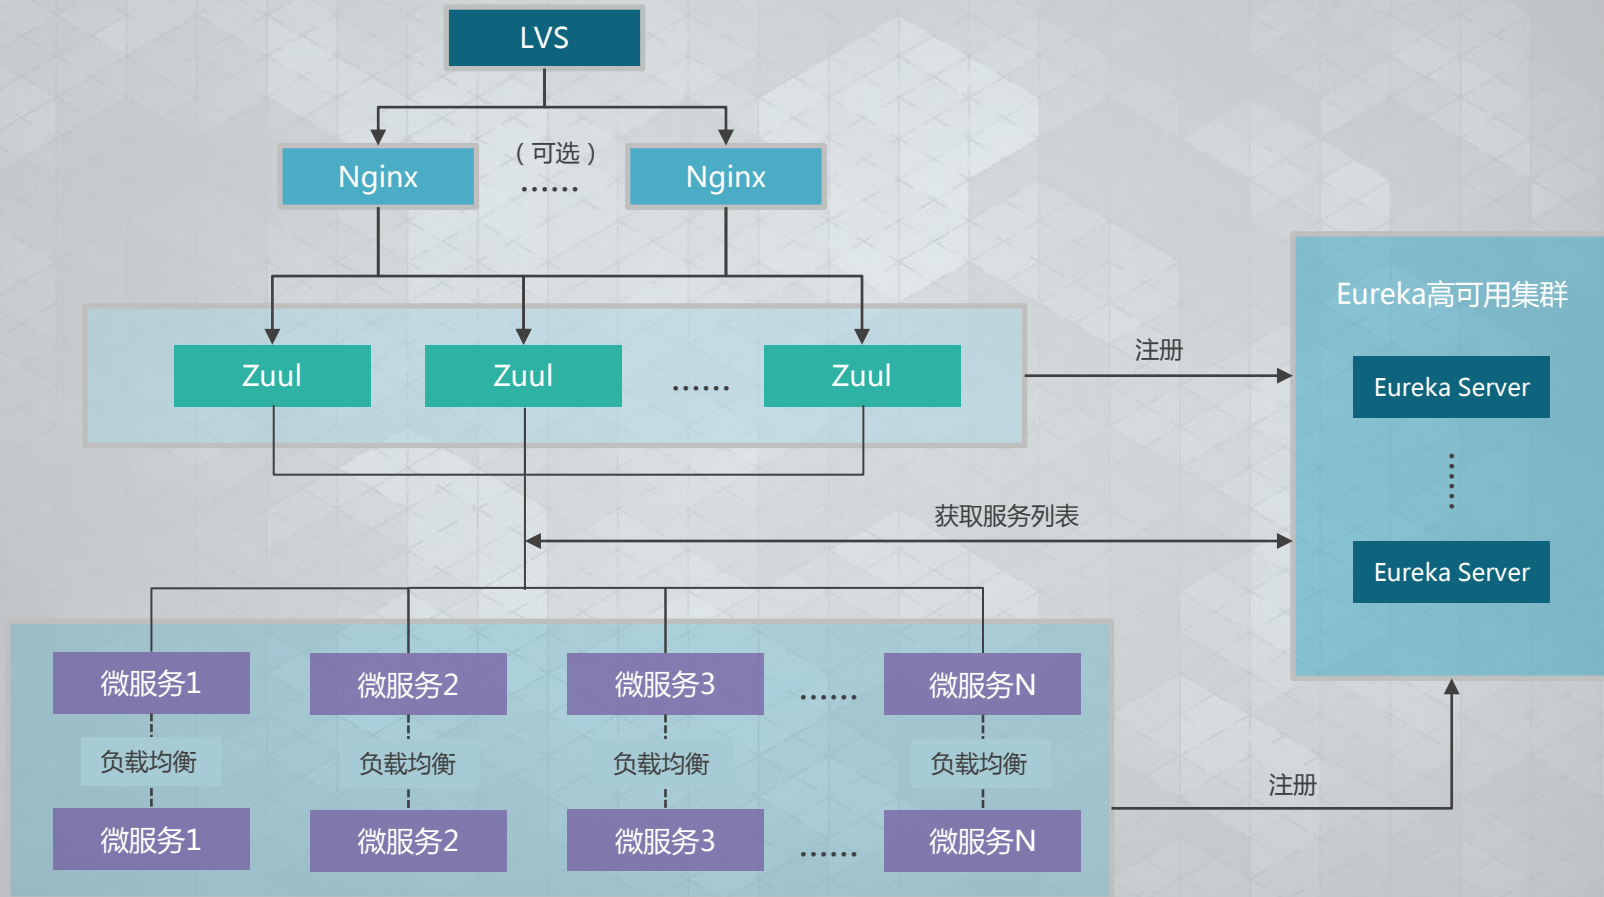 LVS
Nginx
(可选)
......
Nginx
Eureka高可用集群
Zuul
Zuul
......
Zuul
注册
Eureka Server
......
获取服务列表
Eureka Server
微服务1
微服务2
微服务3
......
微服务N
负载均衡
负载均衡
负载均衡
负载均衡
注册
微服务1
微服务2
微服务3
......
微服务N